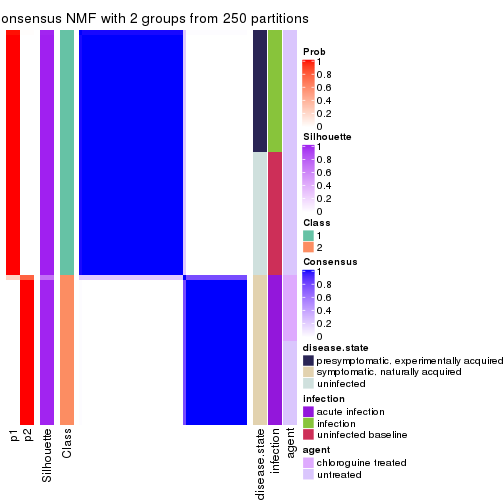 onsensus NMF with 2 groups from 250 partitions
Prob
1
0.8
0.6
0.4
0.2
0
Silhouette
1
0.8
0.6
0.4
0.2
0
Class
1
2
Consensus
1
0.8
0.6
0.4
0.2
0
disease.state
presymptomatic. experimentally acquired
symptomatic. naturally acquired
uninfected
infection
acute infection
infection
uninfected baseline
agent
chloroguine treated
untreated
p1
p2
Silhouette
Class
disease.state
infection
agent